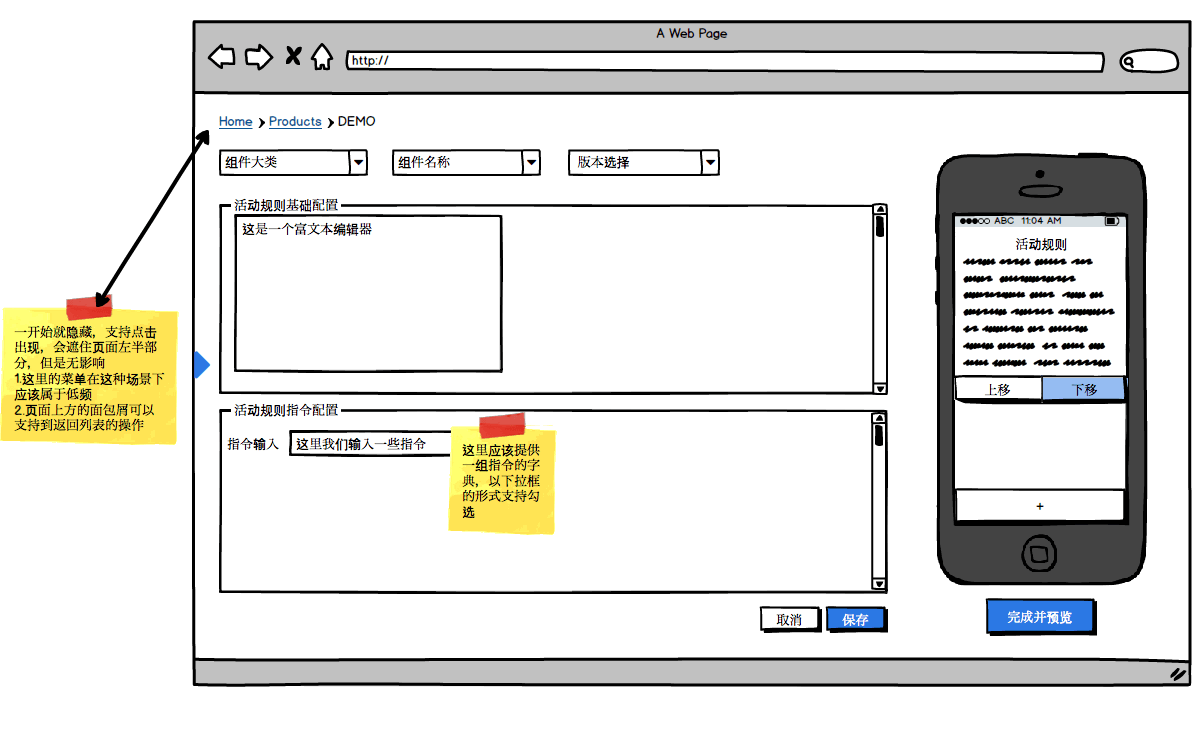 A Web Page
http://
Home
Products
DEMO
组件大类
组件名称
版本选择
活动规则基础配置
这是一个富文本编辑器
一开始就隐藏，支持点击
出现，会遮住页面左半部
分，但是无影响
1.这里的菜单在这种场景下
应该属于低频
2.页面上方的面包屑可以
支持到返回列表的操作
活动规则指令配置
指令输入
这里我们输入一些指令
这里应该提供
一组指令的字
典，以下拉框
的形式支持勾
选
取消
保存
ABC
11:04 AM
活动规则
上移
下移
+
完成并预览